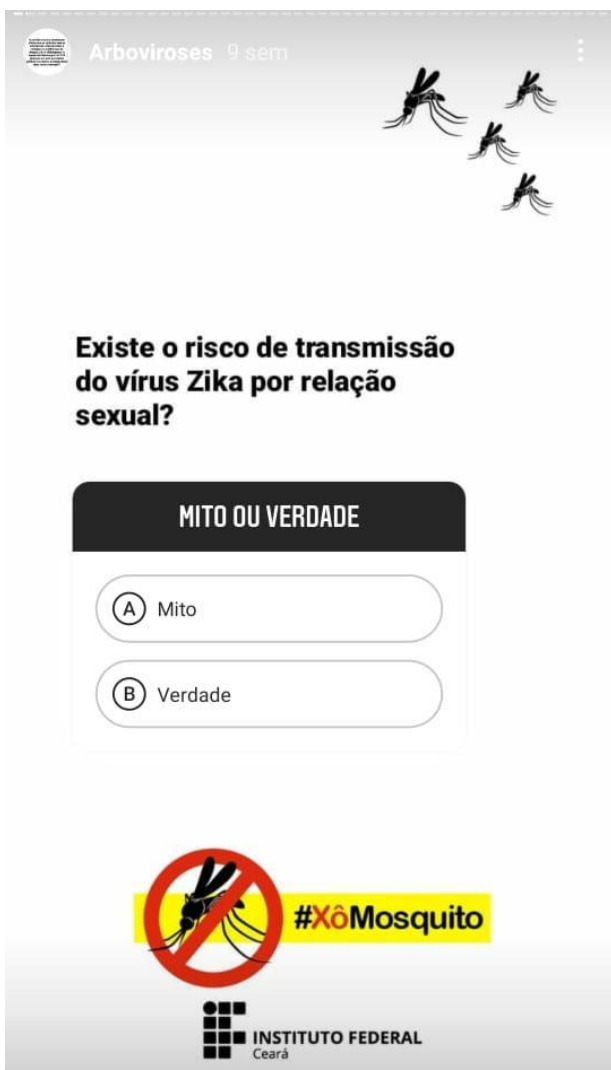 Arboviroses 9 sem
Existe o risco de transmissão
do vírus Zika por relação
sexual?
MITO OU VERDADE
A Mito
B Verdade
#XôMosquito
INSTITUTO FEDERAL
Ceará